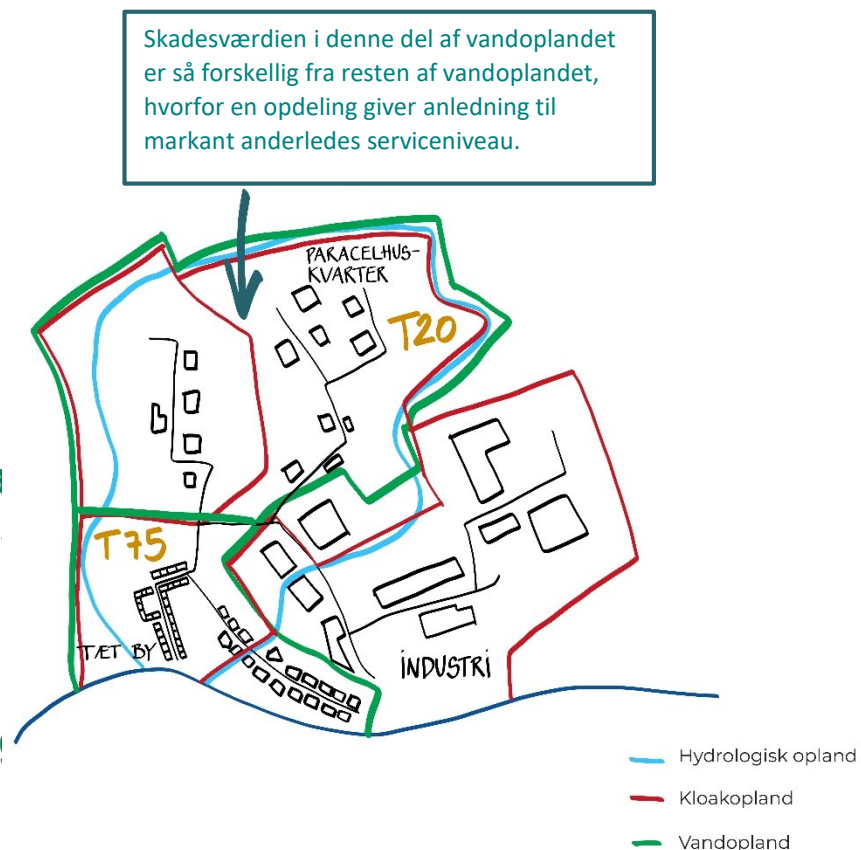 Skadesværdien i denne del af vandoplandet
er så forskellig fra resten af vandoplandet,
hvorfor en opdeling giver anledning til
markant anderledes serviceniveau.
PARACELHUS-
KVARTER
T20
T75
TÆT BY
INDUSTRI
Hydrologisk opland
Kloakopland
Vandopland